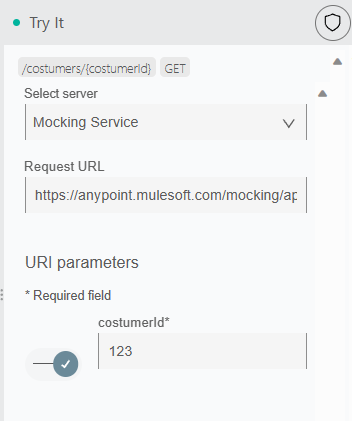 Try It
/costumers/{costumerId} GET
Select server
Mocking Service
Request URL
https://anypoint.mulesoft.com/mocking/ap
URI parameters
* Required field
costumerId*
123